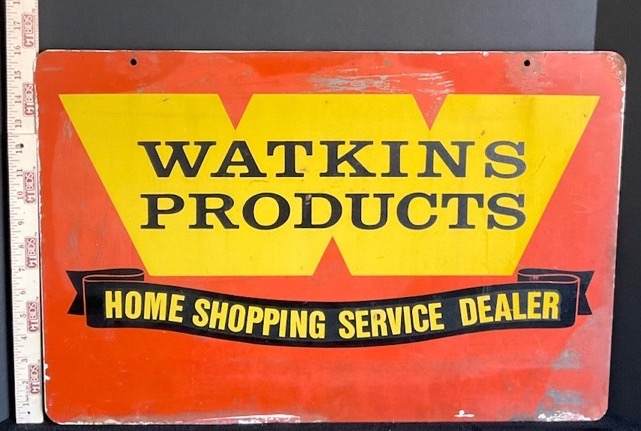 WATKINS
PRODUCTS
HOME SHOPPING SERVICE DEALER